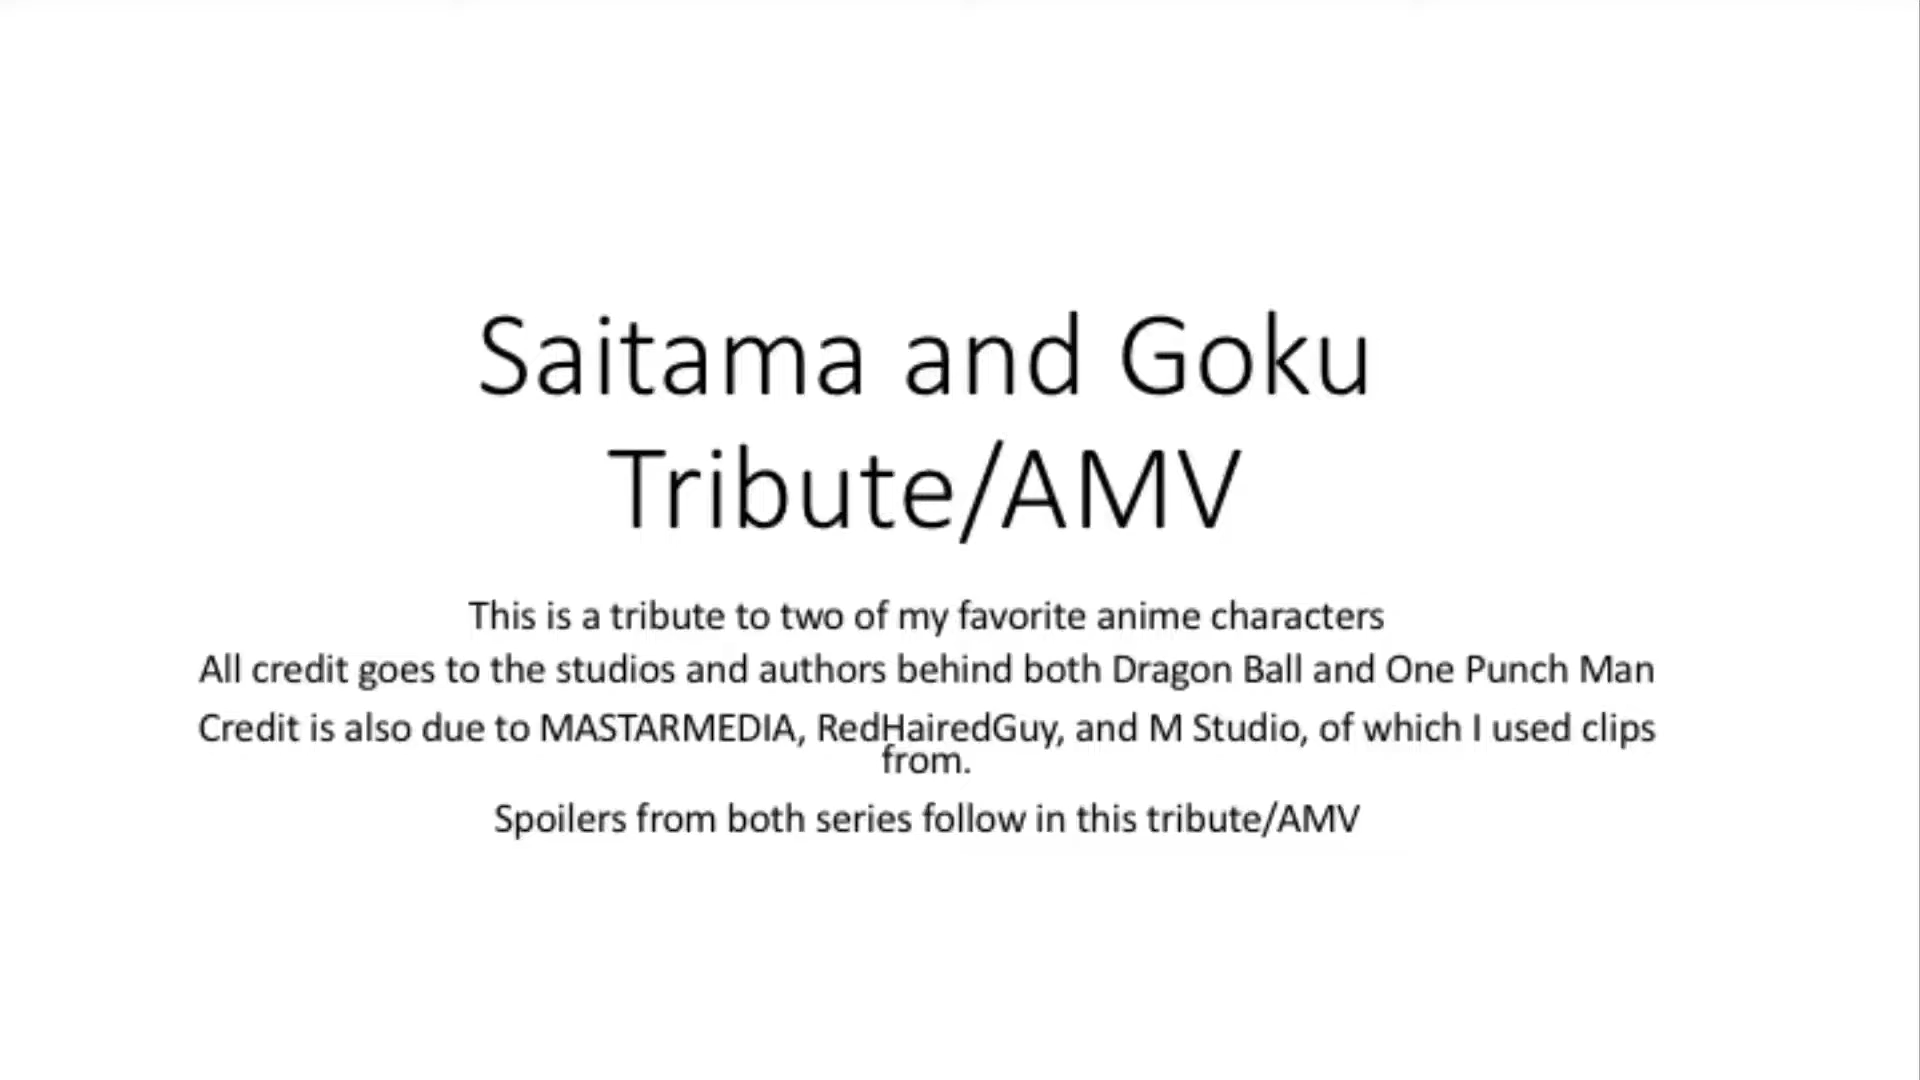 Saitama and Goku
Tribute/AMV
This is a tribute to two of my favorite anime characters
All credit goes to the studios and authors behind both Dragon Ball and One Punch Man
Credit is also due to MASTARMEDIA, RedHairedGuy, and M Studio, of which I used clips
from.
Spoilers from both series follow in this tribute/AMV